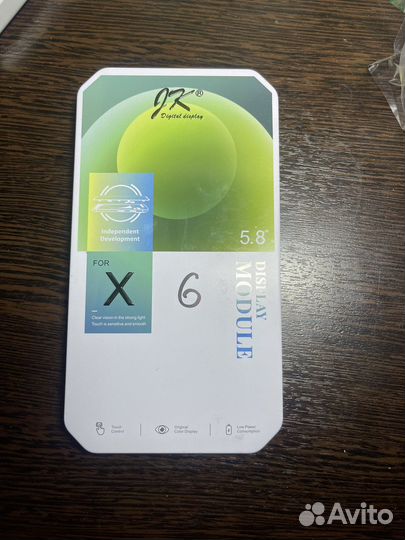 JK®
Digital display
Independent
Development
5.8"
FOR
X
Clear vision in the strong light
Touch is sensitive and smooth
6
DISPLAY
MODULE
Touch
Control
Original
Color Display
Low Power
Consumption
Avito